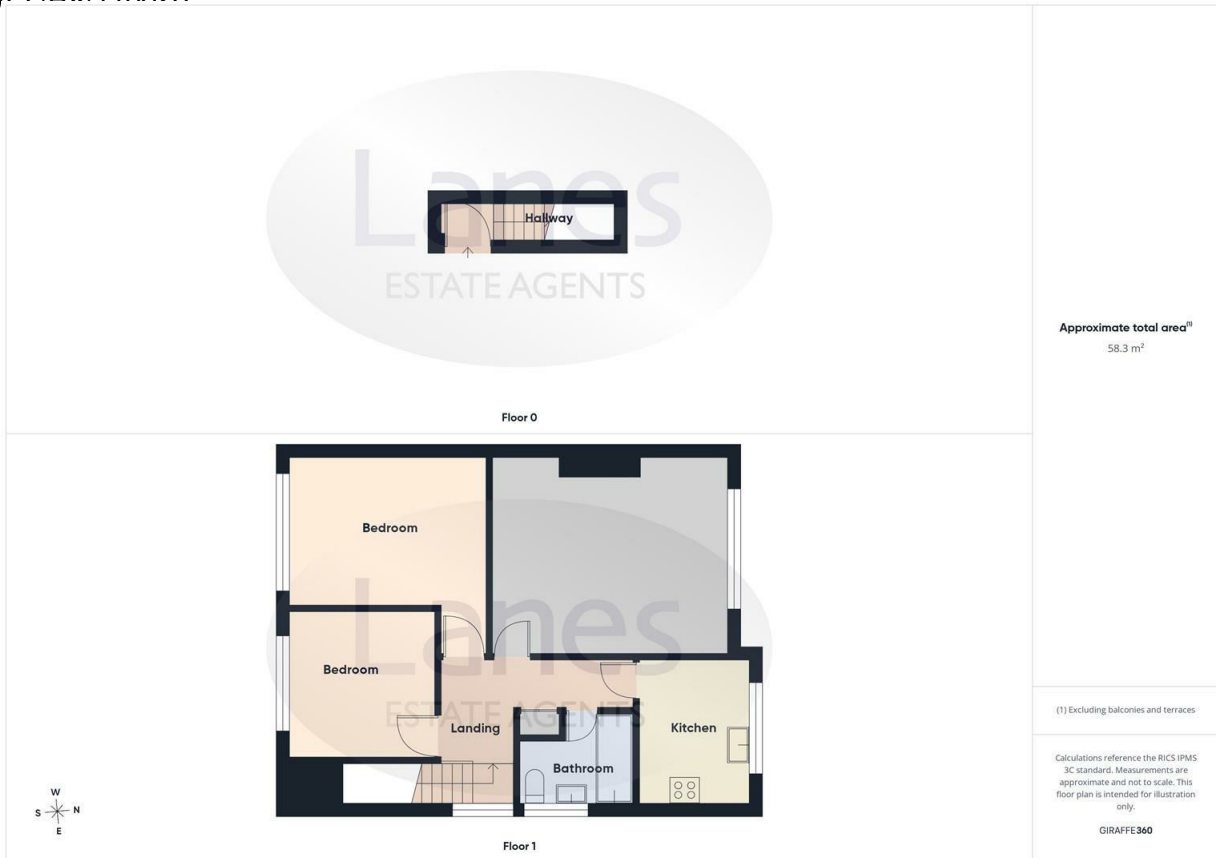 Lanes
ESTATE AGENTS
Hallway
Floor 0
Approximate total area(1)
58.3 m²
Bedroom
Lanes
ESTATE AGENTS
Bedroom
Landing
Kitchen
Bathroom
W
S N
E
Floor 1
(1) Excluding balconies and terraces
Calculations reference the RICS IPMS
3C standard. Measurements are
approximate and not to scale. This
floor plan is intended for illustration
only.
GIRAFFE360